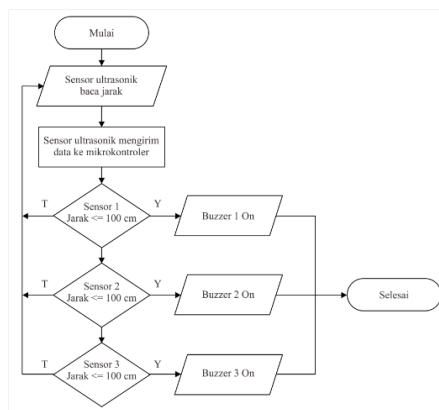 Mulai
Sensor ultrasonik
baca jarak
Sensor ultrasonik mengirim
data ke mikrokontroler
Sensor 1
Jarak <= 100 cm
T
Y
Buzzer 1 On
Sensor 2
Jarak <= 100 cm
T
Y
Buzzer 2 On
Selesai
Sensor 3
Jarak <= 100 cm
T
Y
Buzzer 3 On